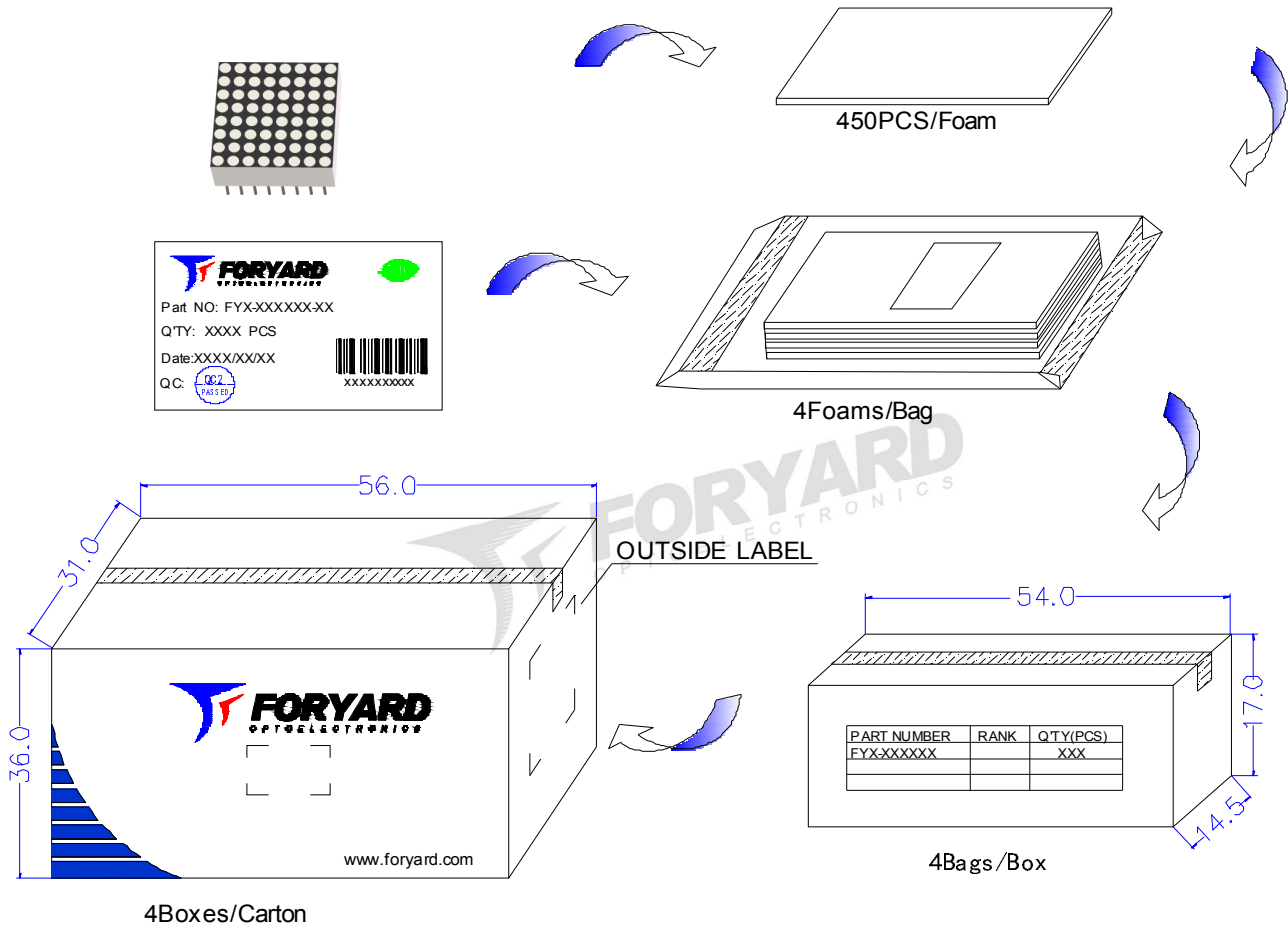 450PCS/Foam
FORYARD
OPTOELECTRONICS
Part NO: FYX-XXXXXX-XX
Q'TY: XXXX PCS
Date:XXXX/XX/XX
QC:
QC2
PASSED
XXXXXXXXXX
4Foams/Bag
FORYARD
OPTOELECTRONICS
56.0
31.0
36.0
OUTSIDE LABEL
FORYARD
OPTOELECTRONICS
www.foryard.com
4Boxes/Carton
54.0
17.0
14.5
PART NUMBER RANK Q'TY(PCS)
FYX-XXXXXX XXX
4Bags/Box